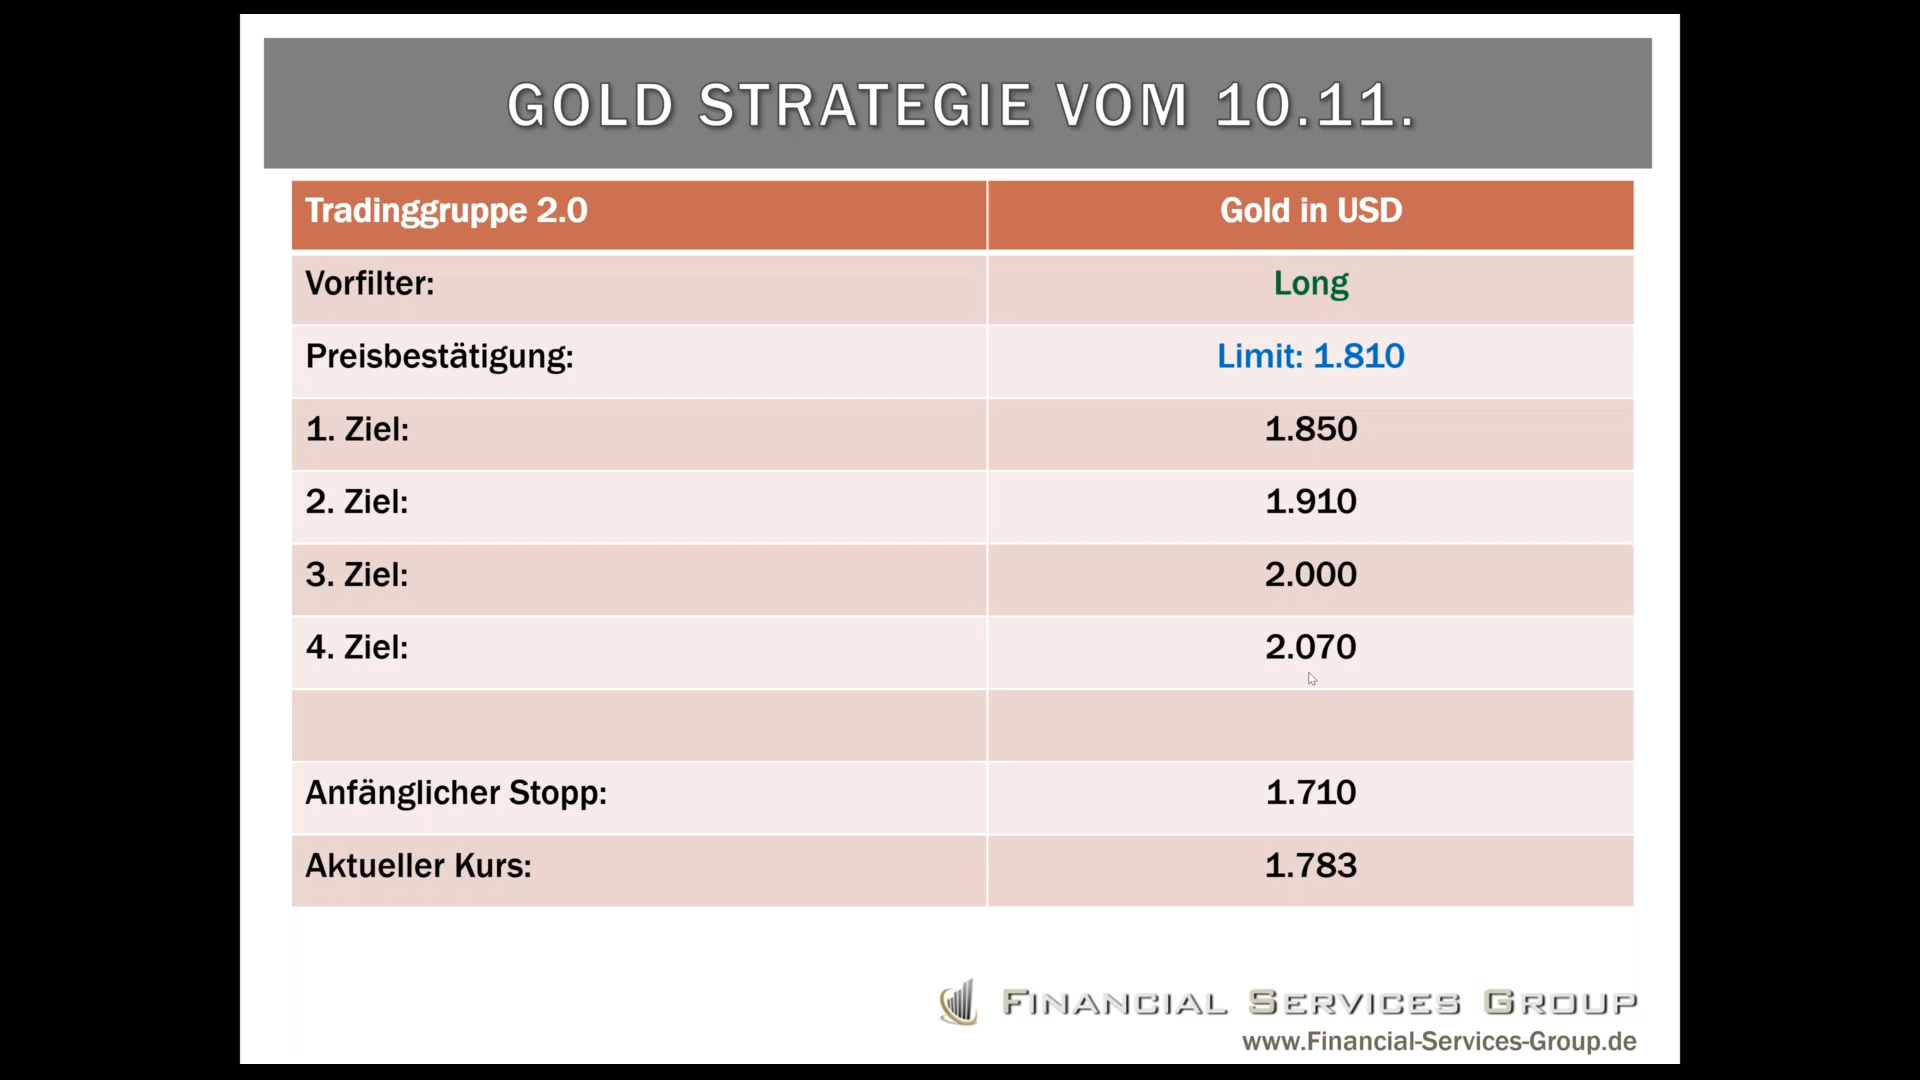 GOLD STRATEGIE VOM 10.11.
Tradinggruppe 2.0 Gold in USD
Vorfilter: Long
Preisbestätigung: Limit: 1.810
1. Ziel: 1.850
2. Ziel: 1.910
3. Ziel: 2.000
4. Ziel: 2.070
Anfänglicher Stopp: 1.710
Aktueller Kurs: 1.783
FINANCIAL SERVICES GROUP
www.Financial-Services-Group.de